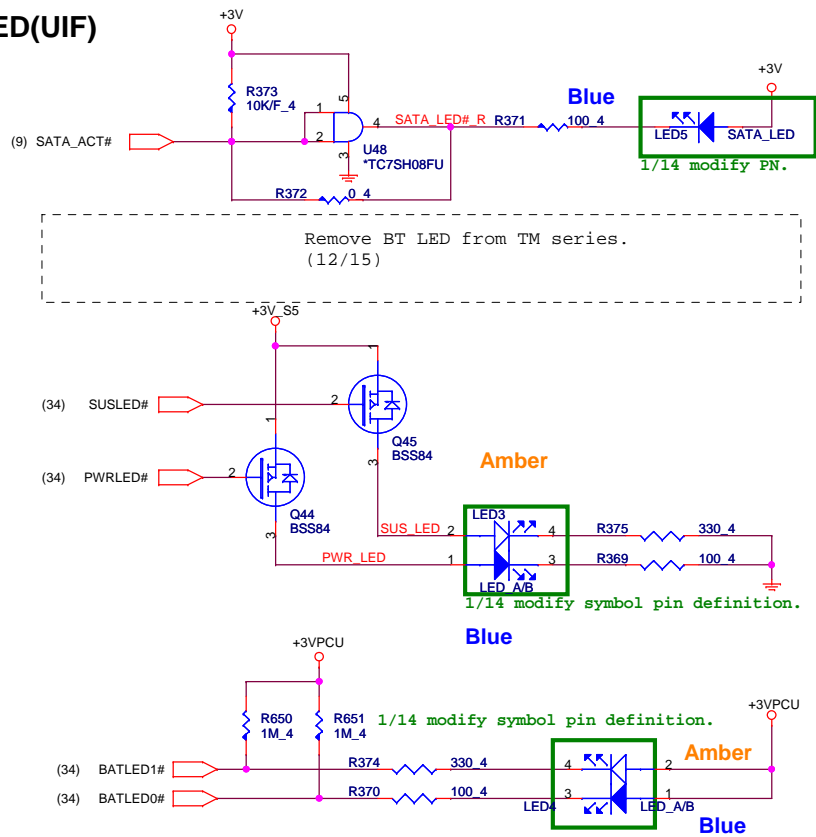 ED(UIF)
+3V
R373
10K/F_4
5
1
2
4
3
U48
*TC7SH08FU
(9) SATA_ACT#
SATA_LED#_R
R371
100_4
Blue
+3V
LED5
SATA_LED
1/14 modify PN.
R372
0_4
Remove BT LED from TM series.
(12/15)
+3V_S5
1
(34) SUSLED#
2
Q45
BSS84
3
1
(34) PWRLED#
2
Q44
BSS84
3
Amber
LED3
SUS_LED
2
4
R375
330_4
PWR_LED
1
3
R369
100_4
LED_A/B
1/14 modify symbol pin definition.
Blue
+3VPCU
R650
1M_4
R651
1M_4
1/14 modify symbol pin definition.
+3VPCU
(34) BATLED1#
R374
330_4
4
2
Amber
(34) BATLED0#
R370
100_4
3
1
LED4
LED_A/B
Blue